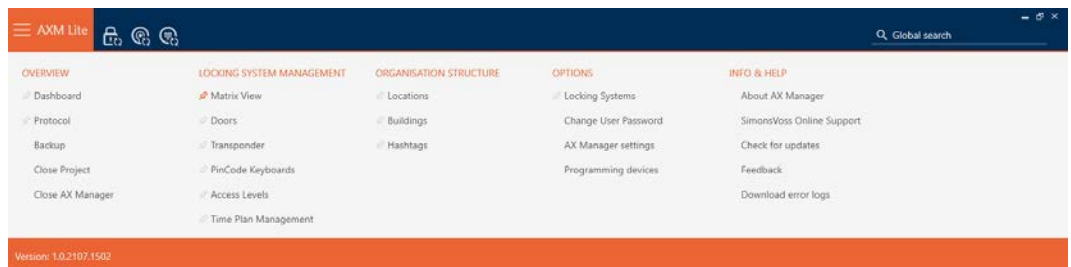 AXM Lite
Global search
OVERVIEW
Dashboard
Protocol
Backup
Close Project
Close AX Manager
LOCKING SYSTEM MANAGEMENT
Matrix View
Doors
Transponder
PinCode Keyboards
Access Levels
Time Plan Management
ORGANISATION STRUCTURE
Locations
Buildings
Hashtags
OPTIONS
Locking Systems
Change User Password
AX Manager settings
Programming devices
INFO & HELP
About AX Manager
SimonsVoss Online Support
Check for updates
Feedback
Download error logs
Version: 1.0.2107.1502